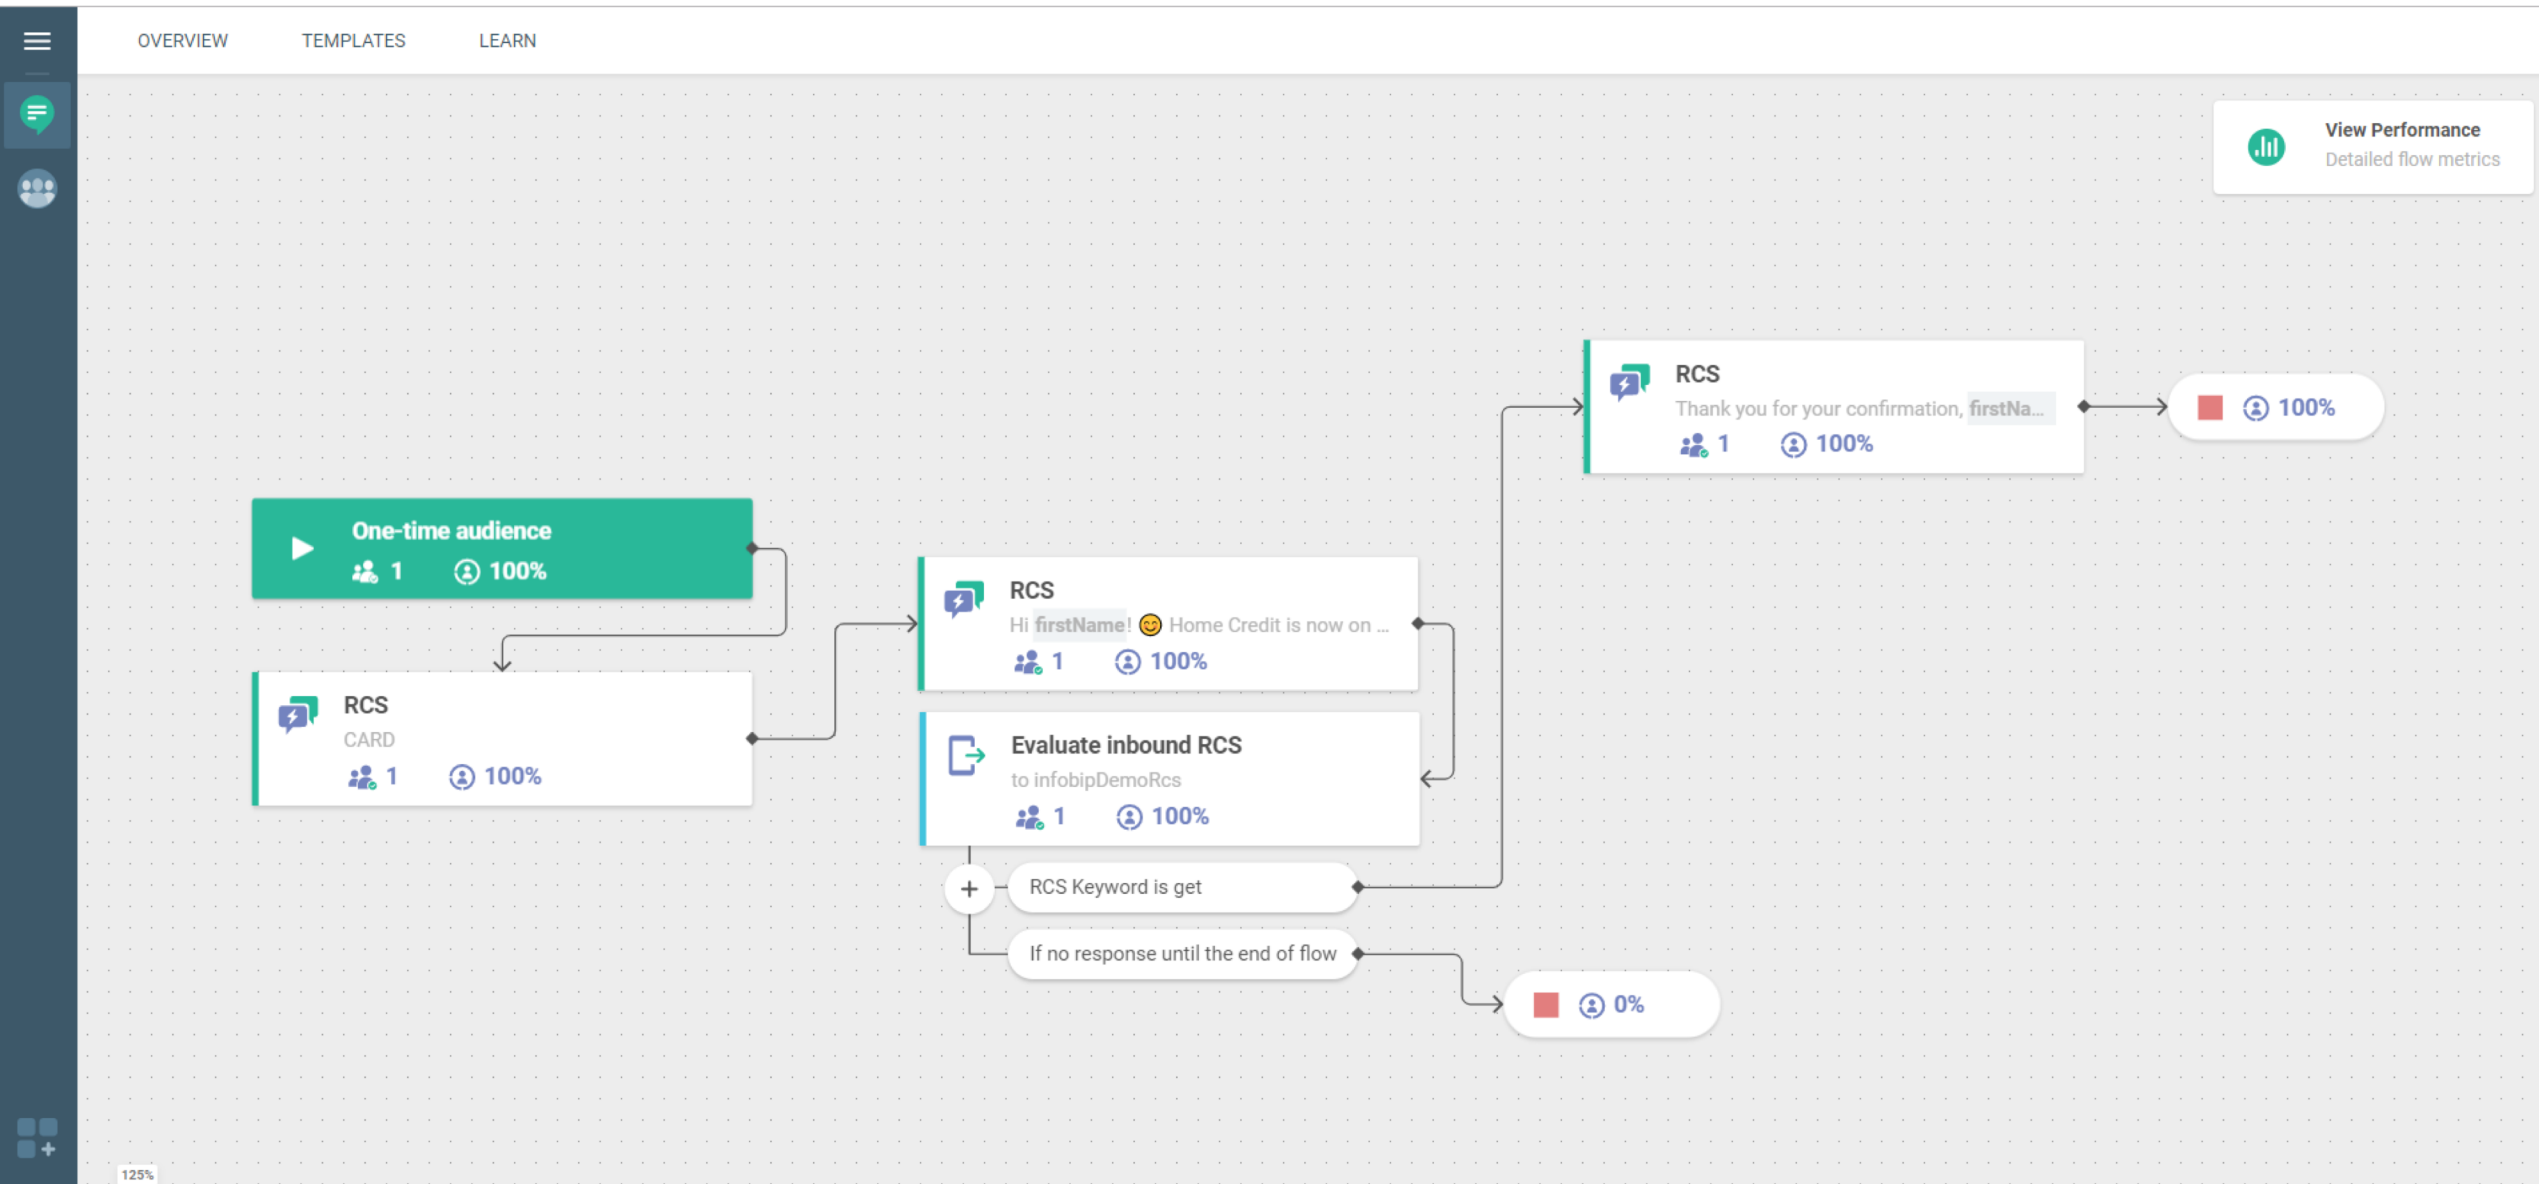 OVERVIEW TEMPLATES LEARN
View Performance
Detailed flow metrics
One-time audience
1 100%
RCS
CARD
1 100%
RCS
Hi firstName! 😊 Home Credit is now on ...
1 100%
Evaluate inbound RCS
to infobipDemoRcs
1 100%
+ RCS Keyword is get
If no response until the end of flow
0%
RCS
Thank you for your confirmation, firstNa...
1 100%
100%
125%